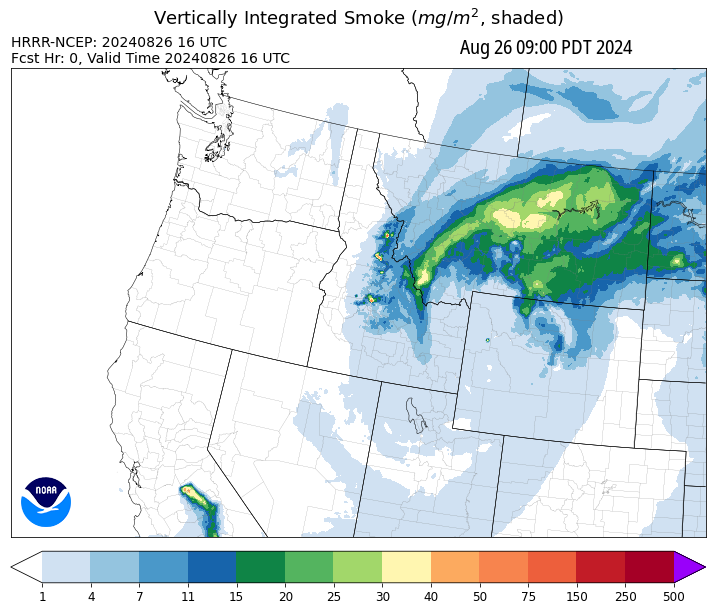 Vertically Integrated Smoke (mg/m², shaded)
HRRR-NCEP: 20240826 16 UTC
Aug 26 09:00 PDT 2024
Fcst Hr: 0, Valid Time 20240826 16 UTC
NOAA
1 4 7 11 15 20 25 30 40 50 75 150 250 500